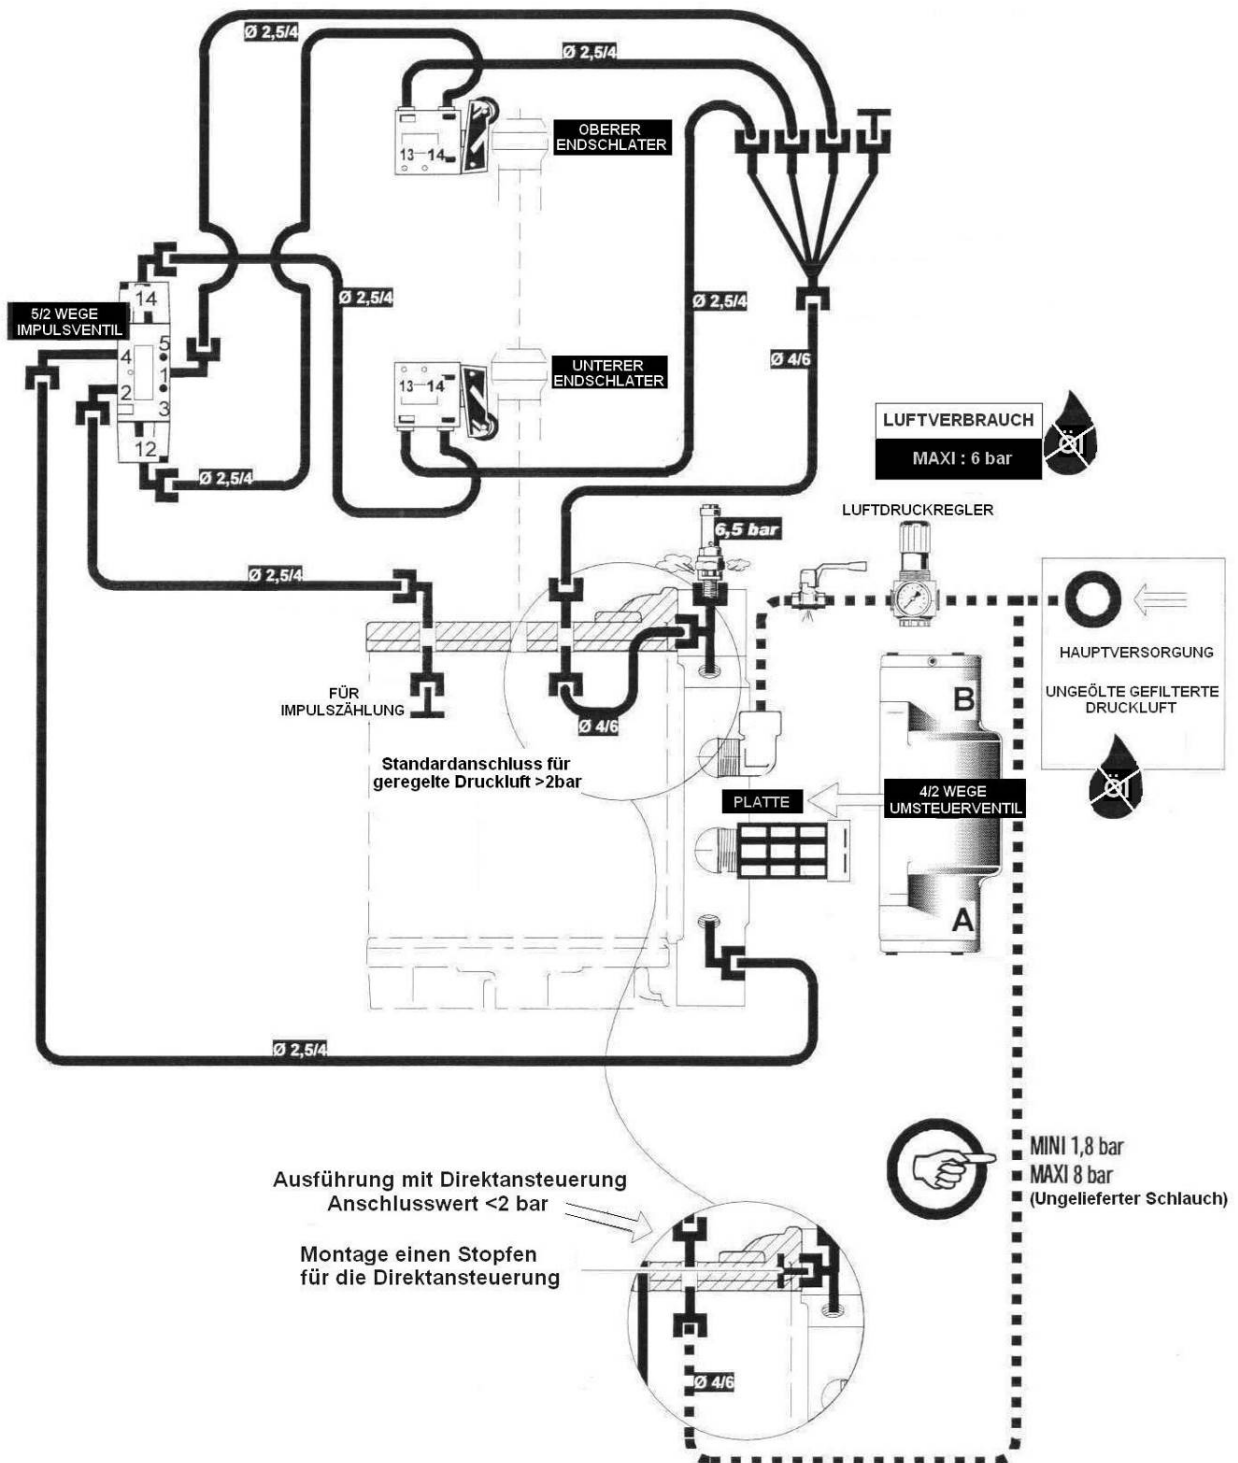 Ø 2,5/4
Ø 2,5/4
OBERER
ENDSCHLATER
13 14
14
5/2 WEGE
IMPULSVENTIL
5
4
1
2
3
12
Ø 2,5/4
Ø 2,5/4
Ø 4/6
UNTERER
ENDSCHLATER
13 14
Ø 2,5/4
LUFTVERBRAUCH
MAXI : 6 bar
Öl
6,5 bar
LUFTDRUCKREGLER
Ø 2,5/4
HAUPTVERSORGUNG
UNGEÖLTE GEFILTERTE
DRUCKLUFT
Öl
FÜR
IMPULSZÄHLUNG
Ø 4/6
Standardanschluss für
geregelte Druckluft >2bar
B
PLATTE
4/2 WEGE
UMSTEUERVENTIL
A
Ø 2,5/4
MINI 1,8 bar
MAXI 8 bar
(Ungelieferter Schlauch)
Ausführung mit Direktansteuerung
Anschlusswert <2 bar
Montage einen Stopfen
für die Direktansteuerung
Ø 4/6